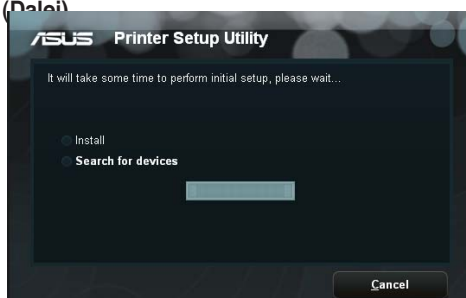 (Dalej)
ASUS Printer Setup Utility
It will take some time to perform initial setup, please wait...
Install
Search for devices
Cancel